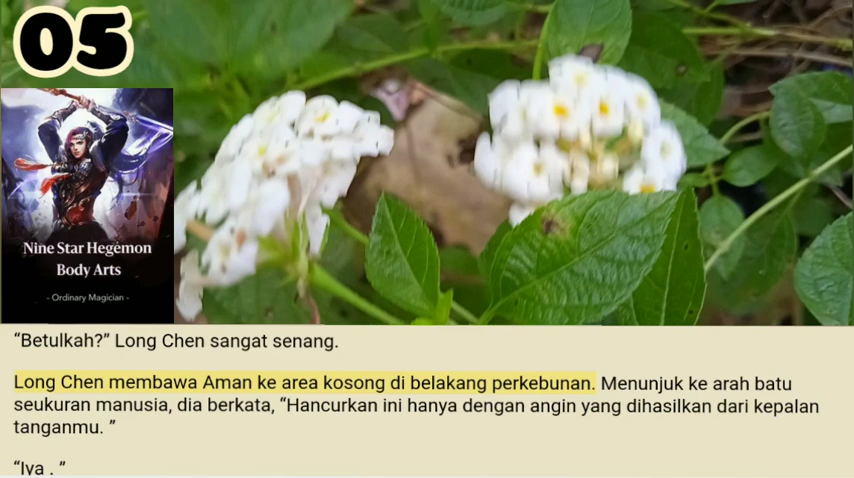 05
Nine Star Hegemon
Body Arts
- Ordinary Magician -
“Betulkah?” Long Chen sangat senang.
Long Chen membawa Aman ke area kosong di belakang perkebunan. Menunjuk ke arah batu
seukuran manusia, dia berkata, “Hancurkan ini hanya dengan angin yang dihasilkan dari kepalan
tanganmu. ”
“Iya . ”